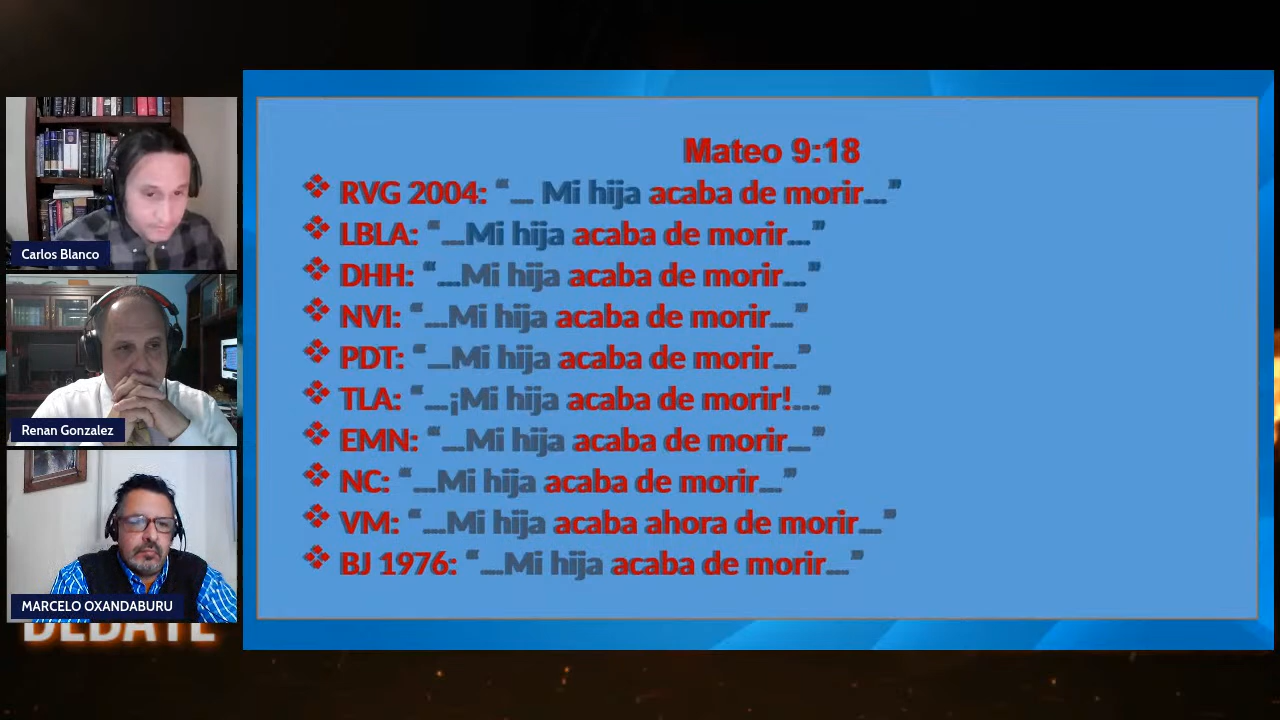 Mateo 9:18
❖ RVG 2004: “... Mi hija acaba de morir...”
❖ LBLA: “...Mi hija acaba de morir...”
❖ DHH: “...Mi hija acaba de morir...”
❖ NVI: “...Mi hija acaba de morir...”
❖ PDT: “...Mi hija acaba de morir...”
❖ TLA: “...¡Mi hija acaba de morir!...”
❖ EMN: “...Mi hija acaba de morir...”
❖ NC: “...Mi hija acaba de morir...”
❖ VM: “...Mi hija acaba ahora de morir...”
❖ BJ 1976: “...Mi hija acaba de morir...”
Carlos Blanco
Renan Gonzalez
MARCELO OXANDABURU
DEBATE